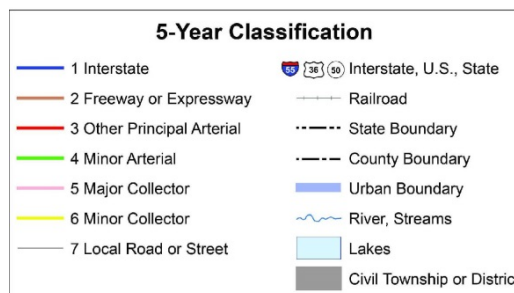 5-Year Classification
1 Interstate
2 Freeway or Expressway
3 Other Principal Arterial
4 Minor Arterial
5 Major Collector
6 Minor Collector
7 Local Road or Street
55 36 50 Interstate, U.S., State
Railroad
State Boundary
County Boundary
Urban Boundary
River, Streams
Lakes
Civil Township or Distric